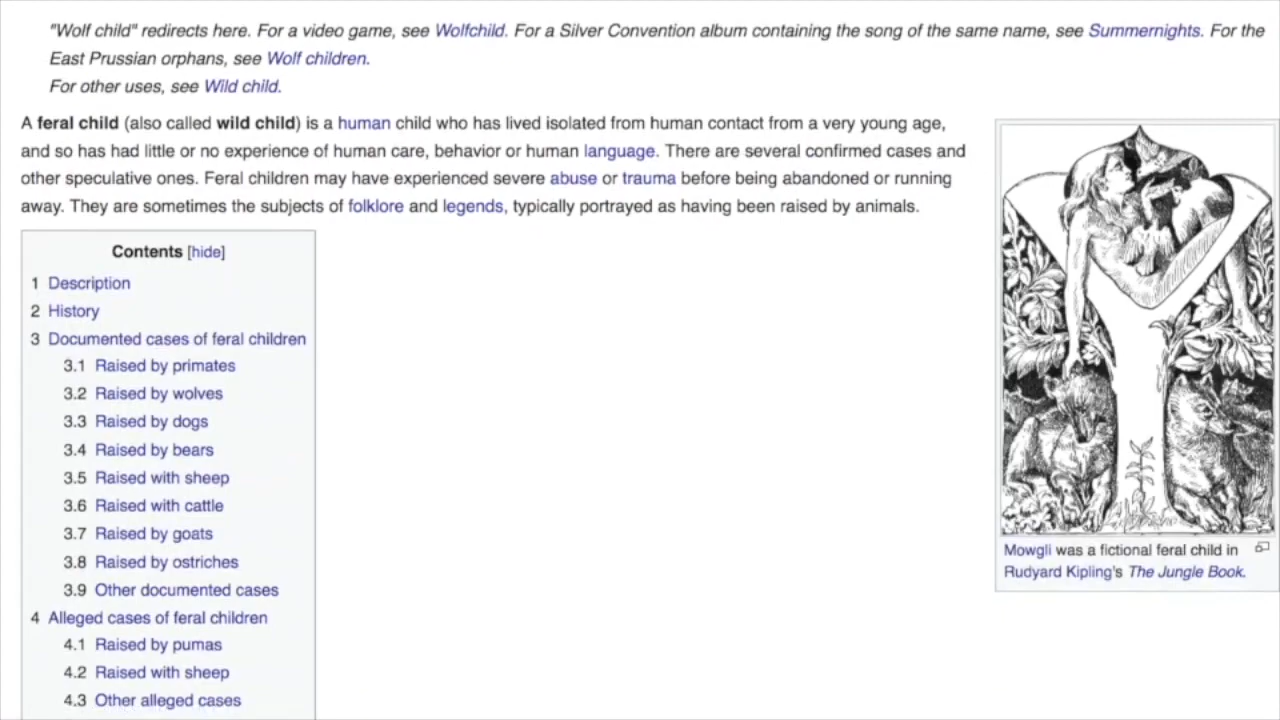 "Wolf child" redirects here. For a video game, see Wolfchild. For a Silver Convention album containing the song of the same name, see Summernights. For the
East Prussian orphans, see Wolf children.
For other uses, see Wild child.
A feral child (also called wild child) is a human child who has lived isolated from human contact from a very young age,
and so has had little or no experience of human care, behavior or human language. There are several confirmed cases and
other speculative ones. Feral children may have experienced severe abuse or trauma before being abandoned or running
away. They are sometimes the subjects of folklore and legends, typically portrayed as having been raised by animals.
Contents [hide]
1 Description
2 History
3 Documented cases of feral children
3.1 Raised by primates
3.2 Raised by wolves
3.3 Raised by dogs
3.4 Raised by bears
3.5 Raised with sheep
3.6 Raised with cattle
3.7 Raised by goats
3.8 Raised by ostriches
3.9 Other documented cases
4 Alleged cases of feral children
4.1 Raised by pumas
4.2 Raised with sheep
4.3 Other alleged cases
Mowgli was a fictional feral child in
Rudyard Kipling's The Jungle Book.